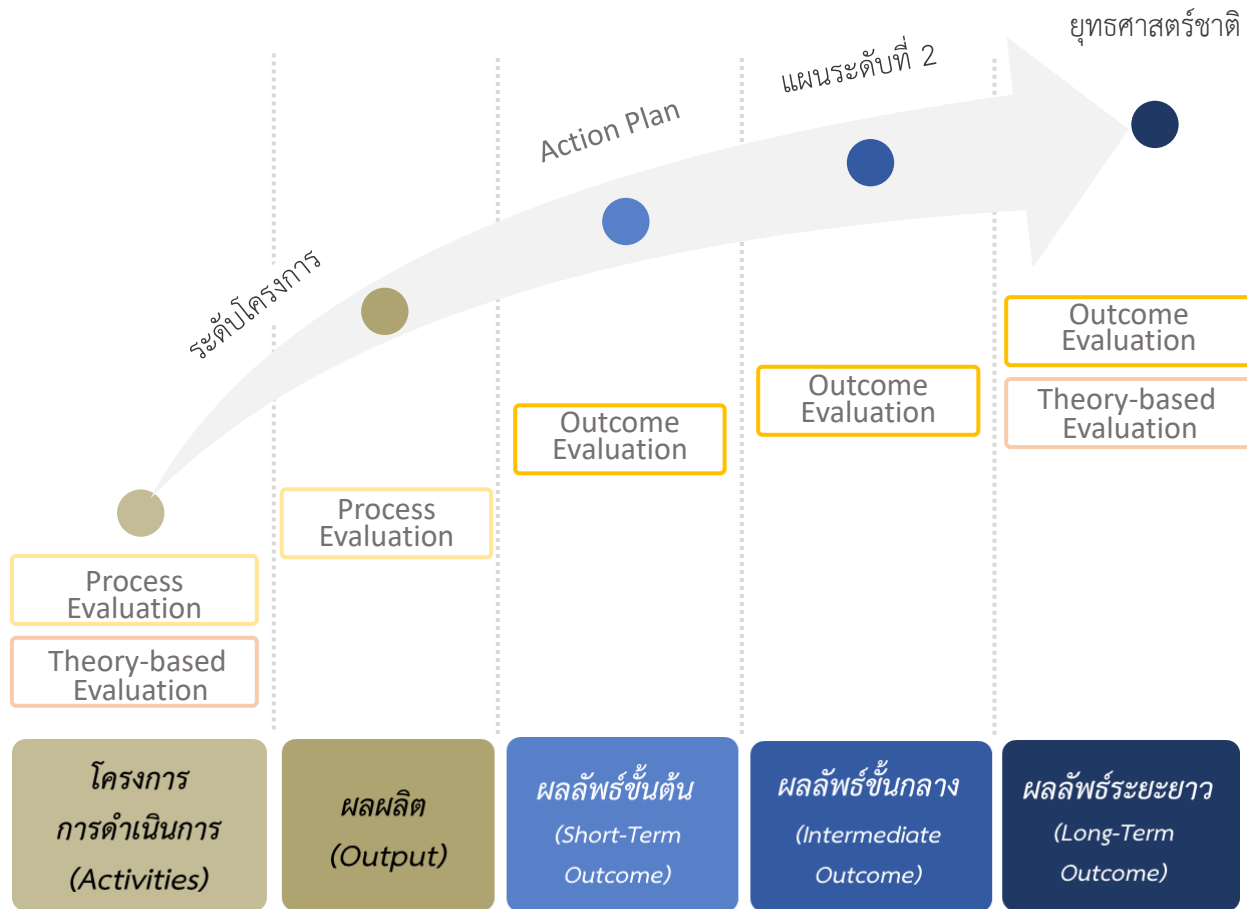 ยุทธศาสตร์ชาติ
แผนระดับที่ 2
Action Plan
ระดับโครงการ
Outcome
Evaluation
Theory-based
Evaluation
Outcome
Evaluation
Outcome
Evaluation
Process
Evaluation
Process
Evaluation
Theory-based
Evaluation
โครงการ
การดำเนินการ
(Activities)
ผลผลิต
(Output)
ผลลัพธ์ขั้นต้น
(Short-Term
Outcome)
ผลลัพธ์ขั้นกลาง
(Intermediate
Outcome)
ผลลัพธ์ระยะยาว
(Long-Term
Outcome)